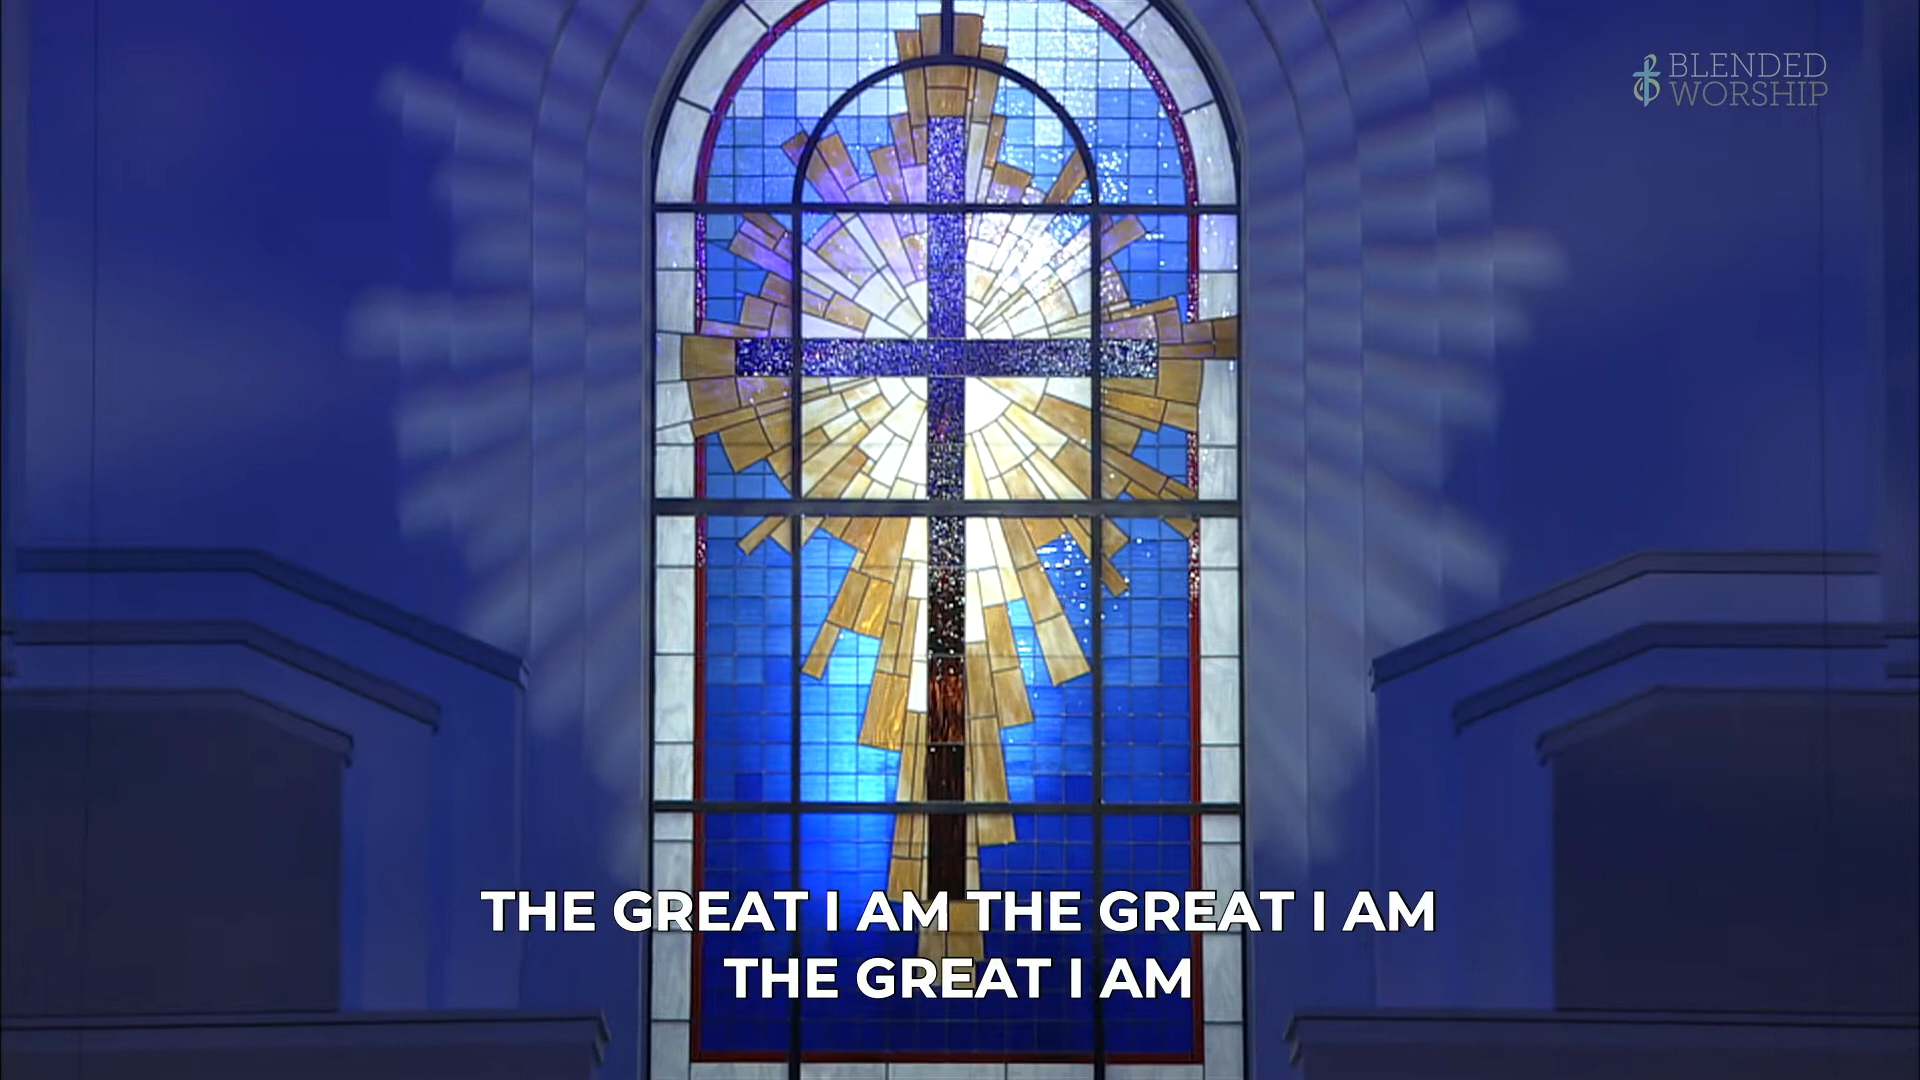 BLENDED
WORSHIP
THE GREAT I AM THE GREAT I AM
THE GREAT I AM